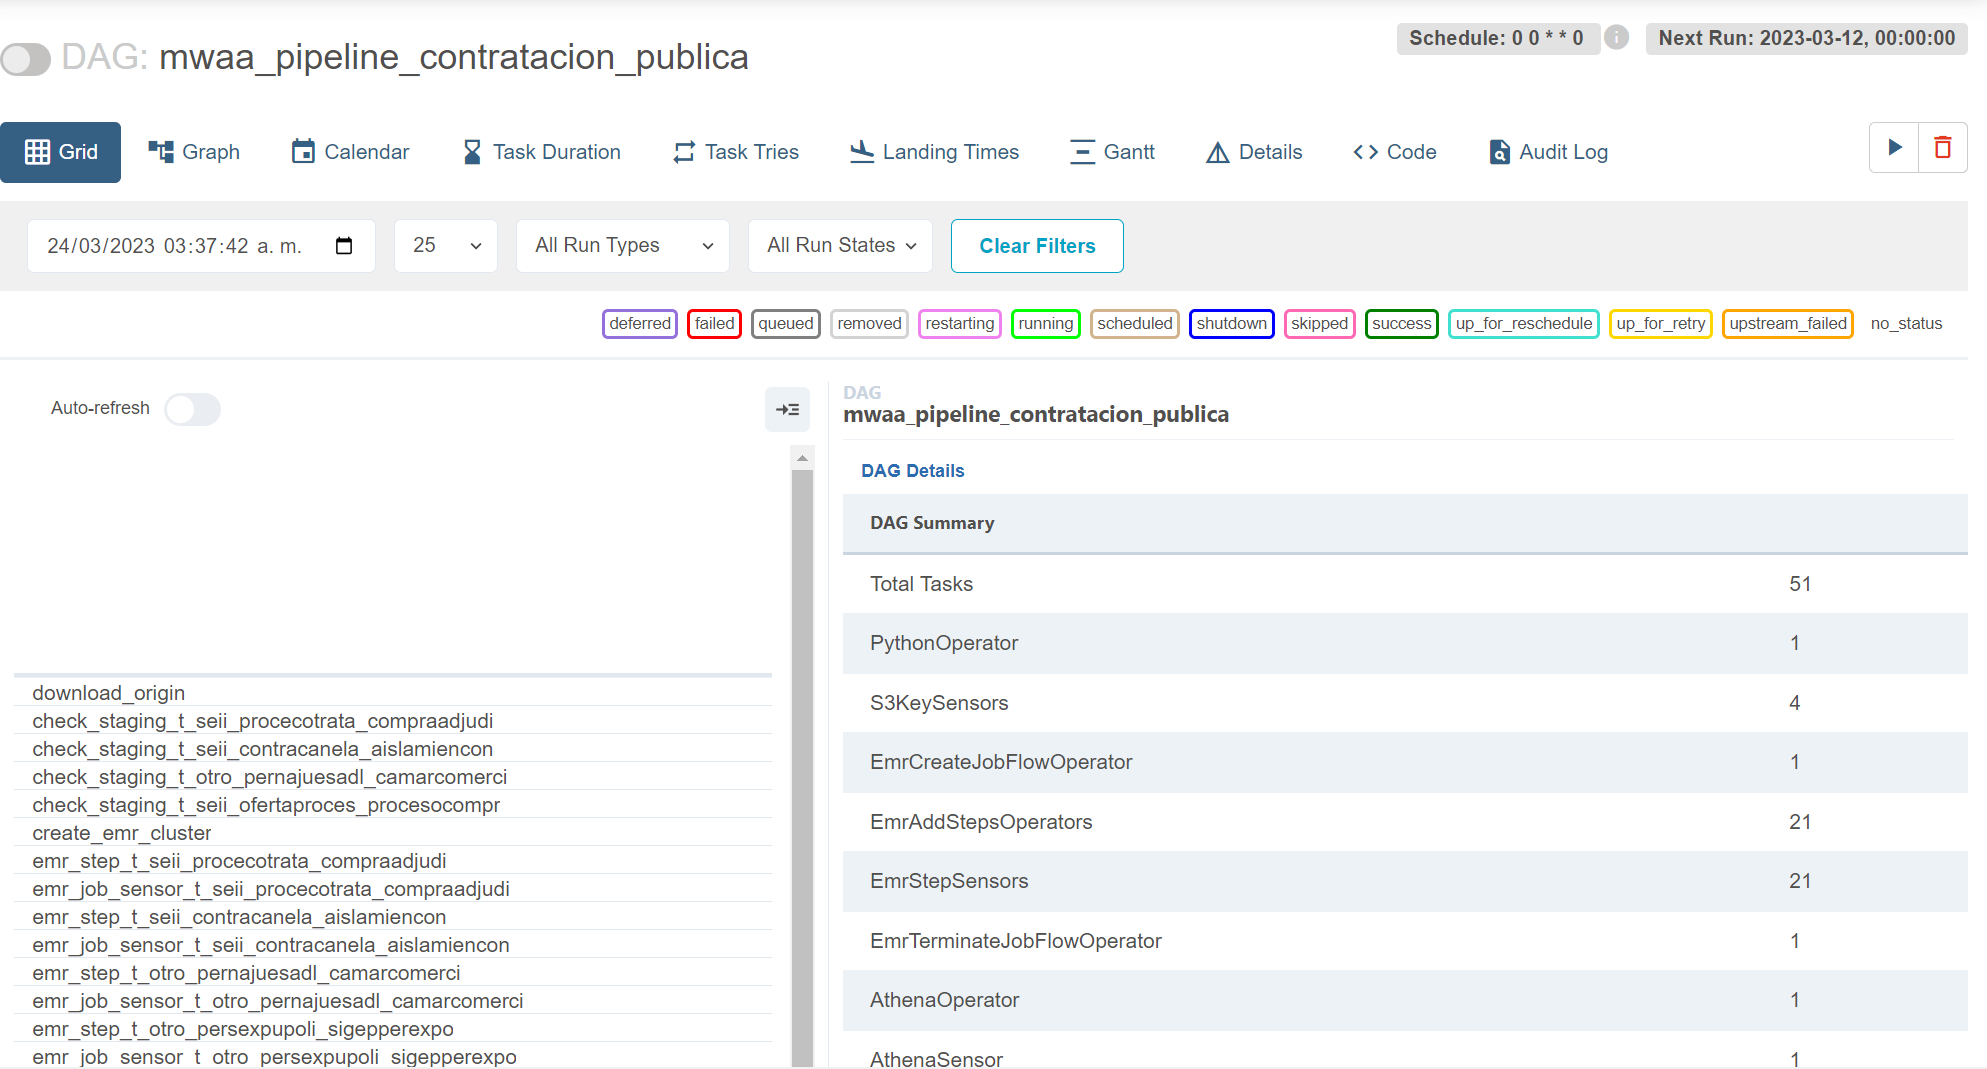 DAG: mwaa_pipeline_contratacion_publica
Schedule: 0 0 * * 0
Next Run: 2023-03-12, 00:00:00
Grid
Graph
Calendar
Task Duration
Task Tries
Landing Times
Gantt
Details
Code
Audit Log
24/03/2023 03:37:42 a. m.
25
All Run Types
All Run States
Clear Filters
deferred
failed
queued
removed
restarting
running
scheduled
shutdown
skipped
success
up_for_reschedule
up_for_retry
upstream_failed
no_status
Auto-refresh
download_origin
check_staging_t_seii_procecotrata_compraadjudi
check_staging_t_seii_contracanela_aislamiencon
check_staging_t_otro_pernajuesadl_camarcomerci
check_staging_t_seii_ofertaproces_procesocompr
create_emr_cluster
emr_step_t_seii_procecotrata_compraadjudi
emr_job_sensor_t_seii_procecotrata_compraadjudi
emr_step_t_seii_contracanela_aislamiencon
emr_job_sensor_t_seii_contracanela_aislamiencon
emr_step_t_otro_pernajuesadl_camarcomerci
emr_job_sensor_t_otro_pernajuesadl_camarcomerci
emr_step_t_otro_persexpupoli_sigepperexpo
emr_job_sensor_t_otro_persexpupoli_sigepperexpo
DAG
mwaa_pipeline_contratacion_publica
DAG Details
DAG Summary
Total Tasks 51
PythonOperator 1
S3KeySensors 4
EmrCreateJobFlowOperator 1
EmrAddStepsOperators 21
EmrStepSensors 21
EmrTerminateJobFlowOperator 1
AthenaOperator 1
AthenaSensor 1